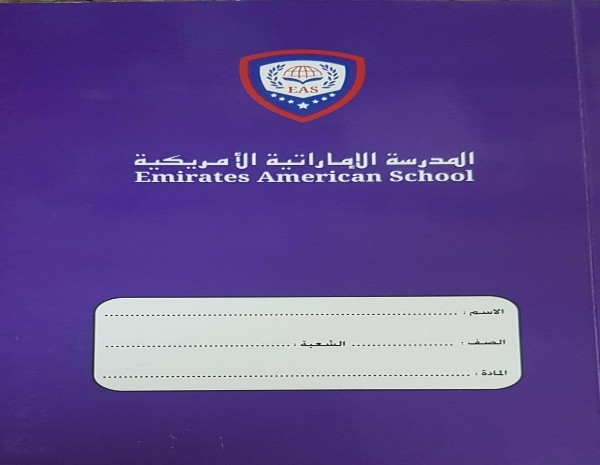 EAS
المدرسة الإماراتية الأمريكية
Emirates American School
الاسم : ........................................................................
الصف : ..................... الشعبة : ......................................
المادة : ........................................................................